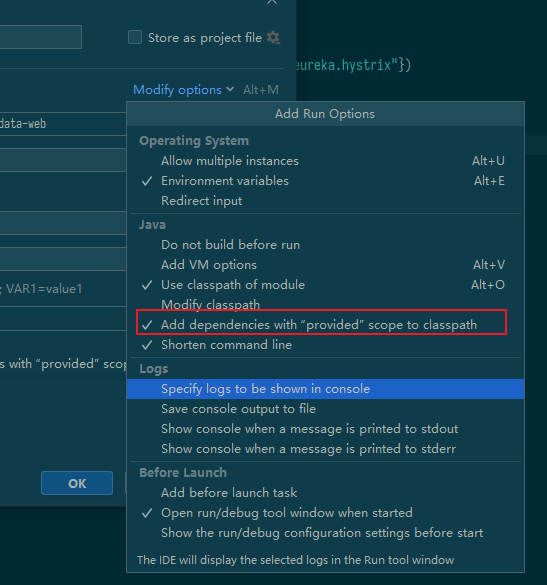 Store as project file
eureka.hystrix"})
Modify options Alt+M
Add Run Options
data-web
Operating System
Allow multiple instances Alt+U
Environment variables Alt+E
Redirect input
Java
Do not build before run
Add VM options Alt+V
; VAR1=value1
Use classpath of module Alt+O
Modify classpath
Add dependencies with “provided” scope to classpath
Shorten command line
s with “provided” scop
Logs
Specify logs to be shown in console
Save console output to file
Show console when a message is printed to stdout
Show console when a message is printed to stderr
Before Launch
OK
Add before launch task
Open run/debug tool window when started
Show the run/debug configuration settings before start
The IDE will display the selected logs in the Run tool window